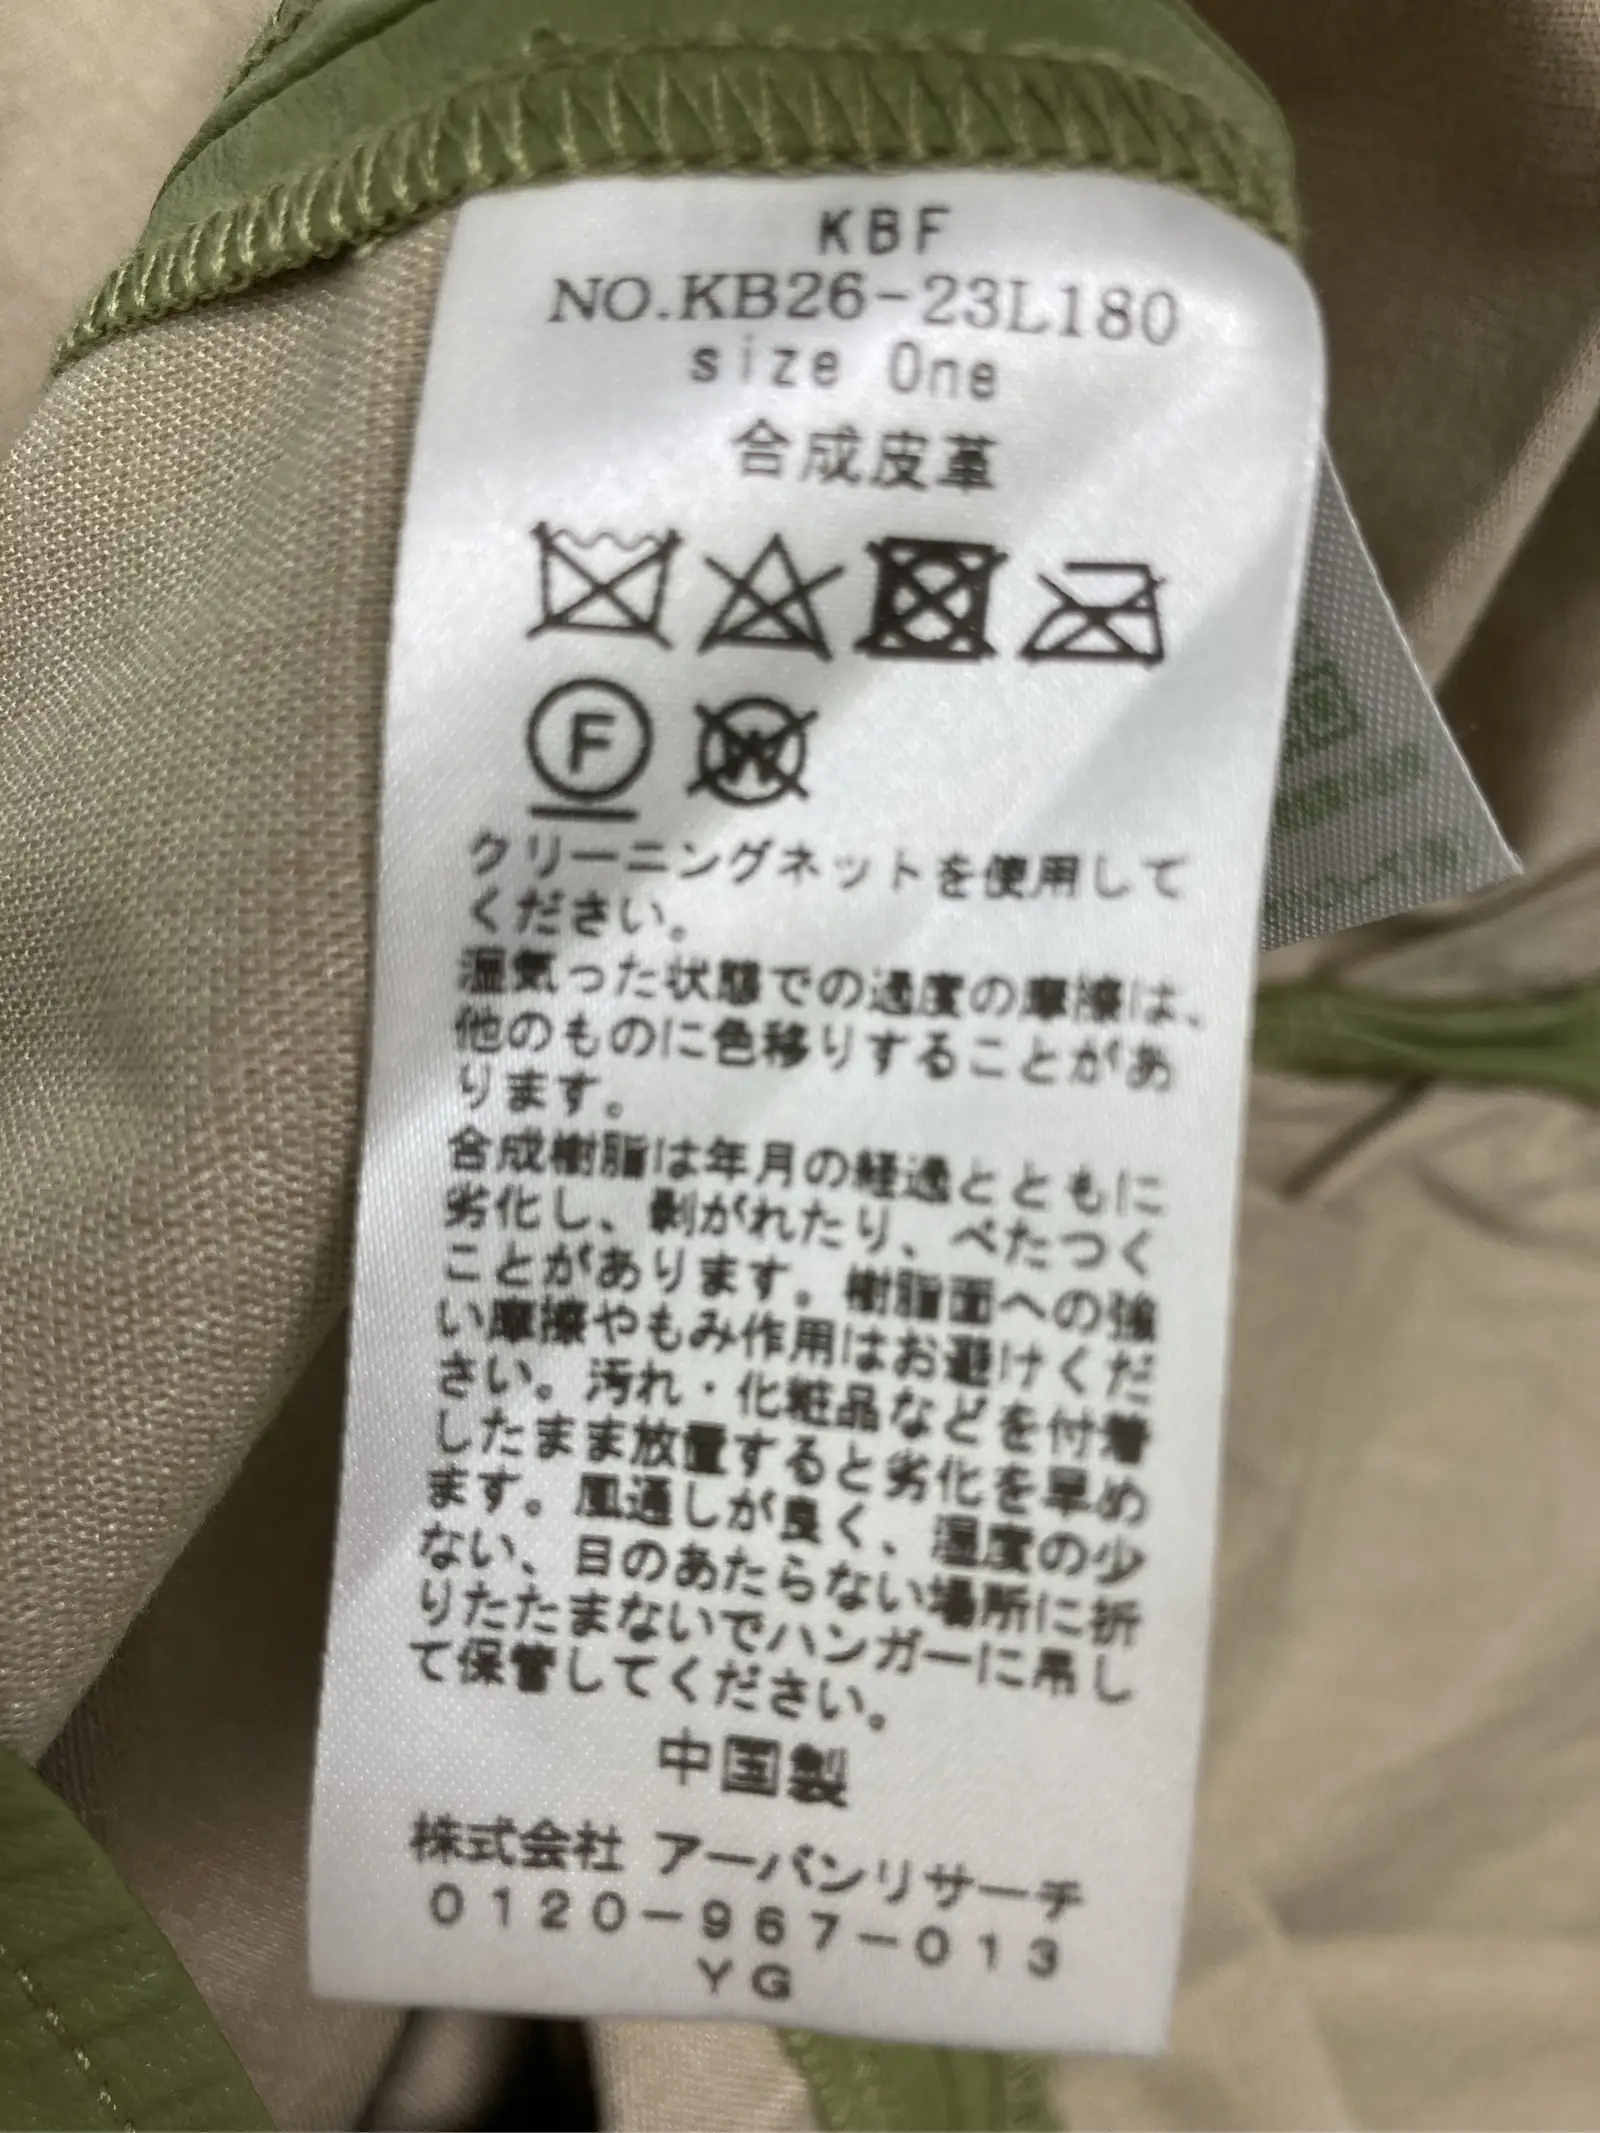 KBF
NO.KB26-23L180
size One
合成皮革
F
W
クリーニングネットを使用して
ください。
湿気った状態での過度の摩擦は、
他のものに色移りすることがあ
ります。
合成樹脂は年月の経過とともに
劣化し、剥がれたり、べたつく
ことがあります。樹脂面への強
い摩擦やもみ作用はお避けくだ
さい。汚れ・化粧品などを付着
したまま放置すると劣化を早め
ます。風通しが良く、湿度の少
ない、日のあたらない場所に折
りたたまないでハンガーに吊し
て保管してください。
中国製
株式会社 アーバンリサーチ
0120-967-013
YG